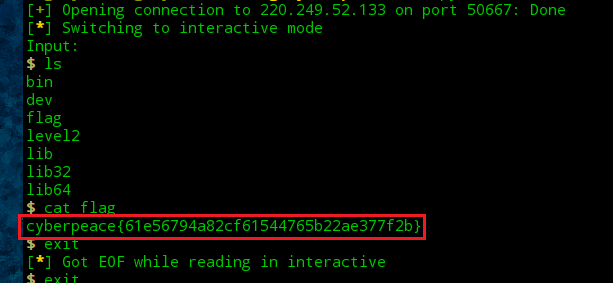 [+] Opening connection to 220.249.52.133 on port 50667: Done
[*] Switching to interactive mode
Input:
$ ls
bin
dev
flag
level2
lib
lib32
lib64
$ cat flag
cyberpeace{61e56794a82cf61544765b22ae377f2b}
$ exit
[*] Got EOF while reading in interactive
$ exit